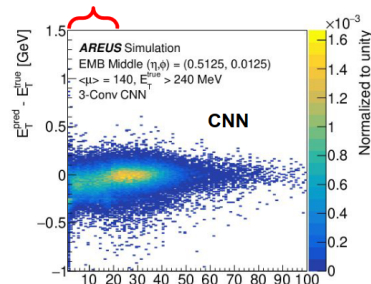 ×10⁻³
1.5
AREUS Simulation
EMB Middle (η,ϕ) = (0.5125, 0.0125)
<μ> = 140, E_T^true > 240 MeV
3-Conv CNN
CNN
E_T^pred - E_T^true [GeV]
1
0.5
0
−0.5
−1
0 10 20 30 40 50 60 70 80 90 100
1.6
1.4
1.2
1
0.8
0.6
0.4
0.2
0
Normalized to unity